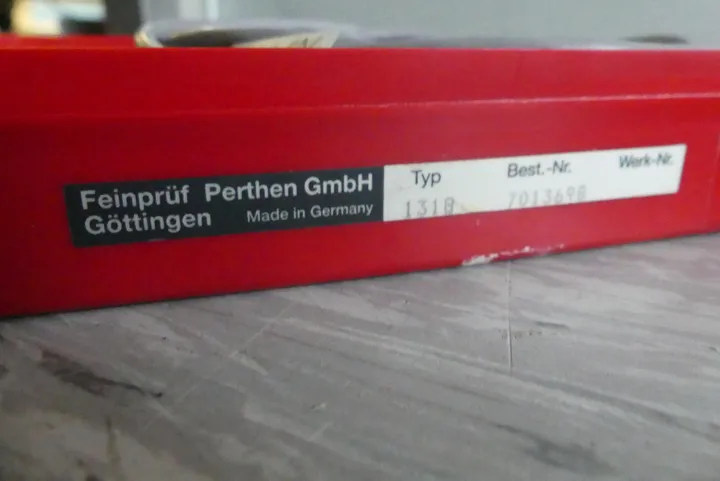 Feinprüf Perthen GmbH
Göttingen Made in Germany
Typ Best.-Nr. Werk-Nr.
1318 7013698